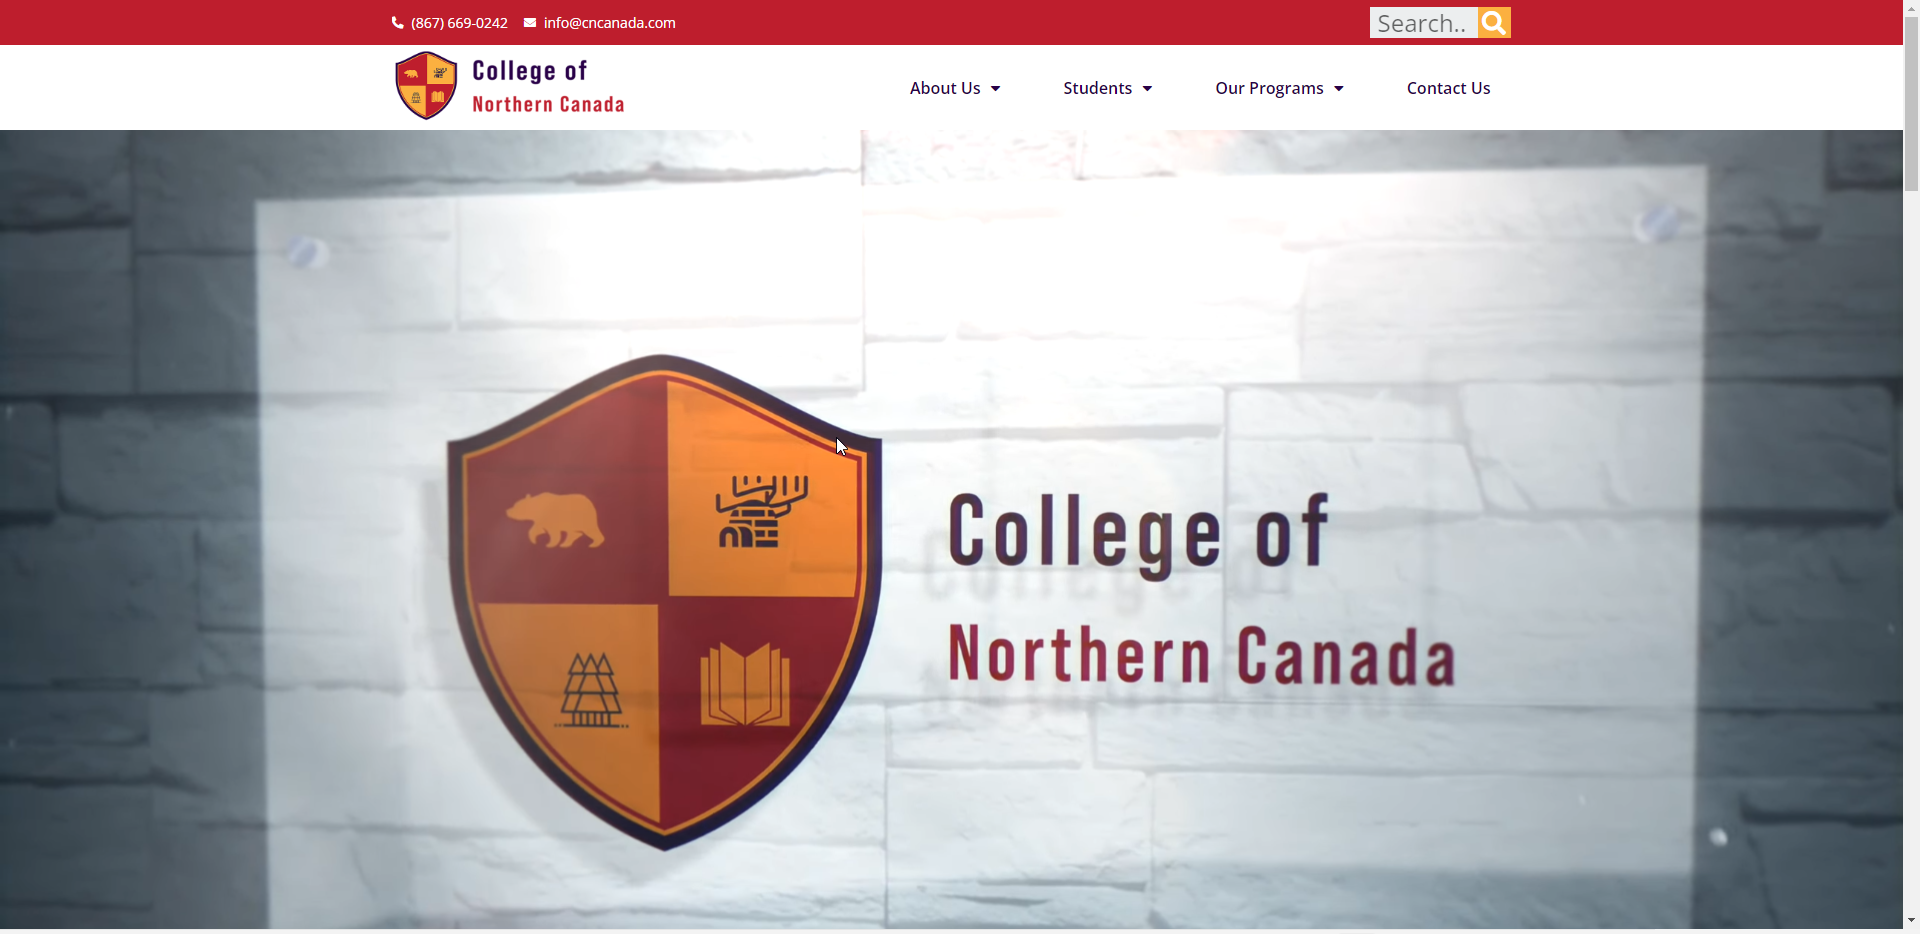 (867) 669-0242 info@cncanada.com
Search..
College of
Northern Canada
About Us Students Our Programs Contact Us
College of
Northern Canada